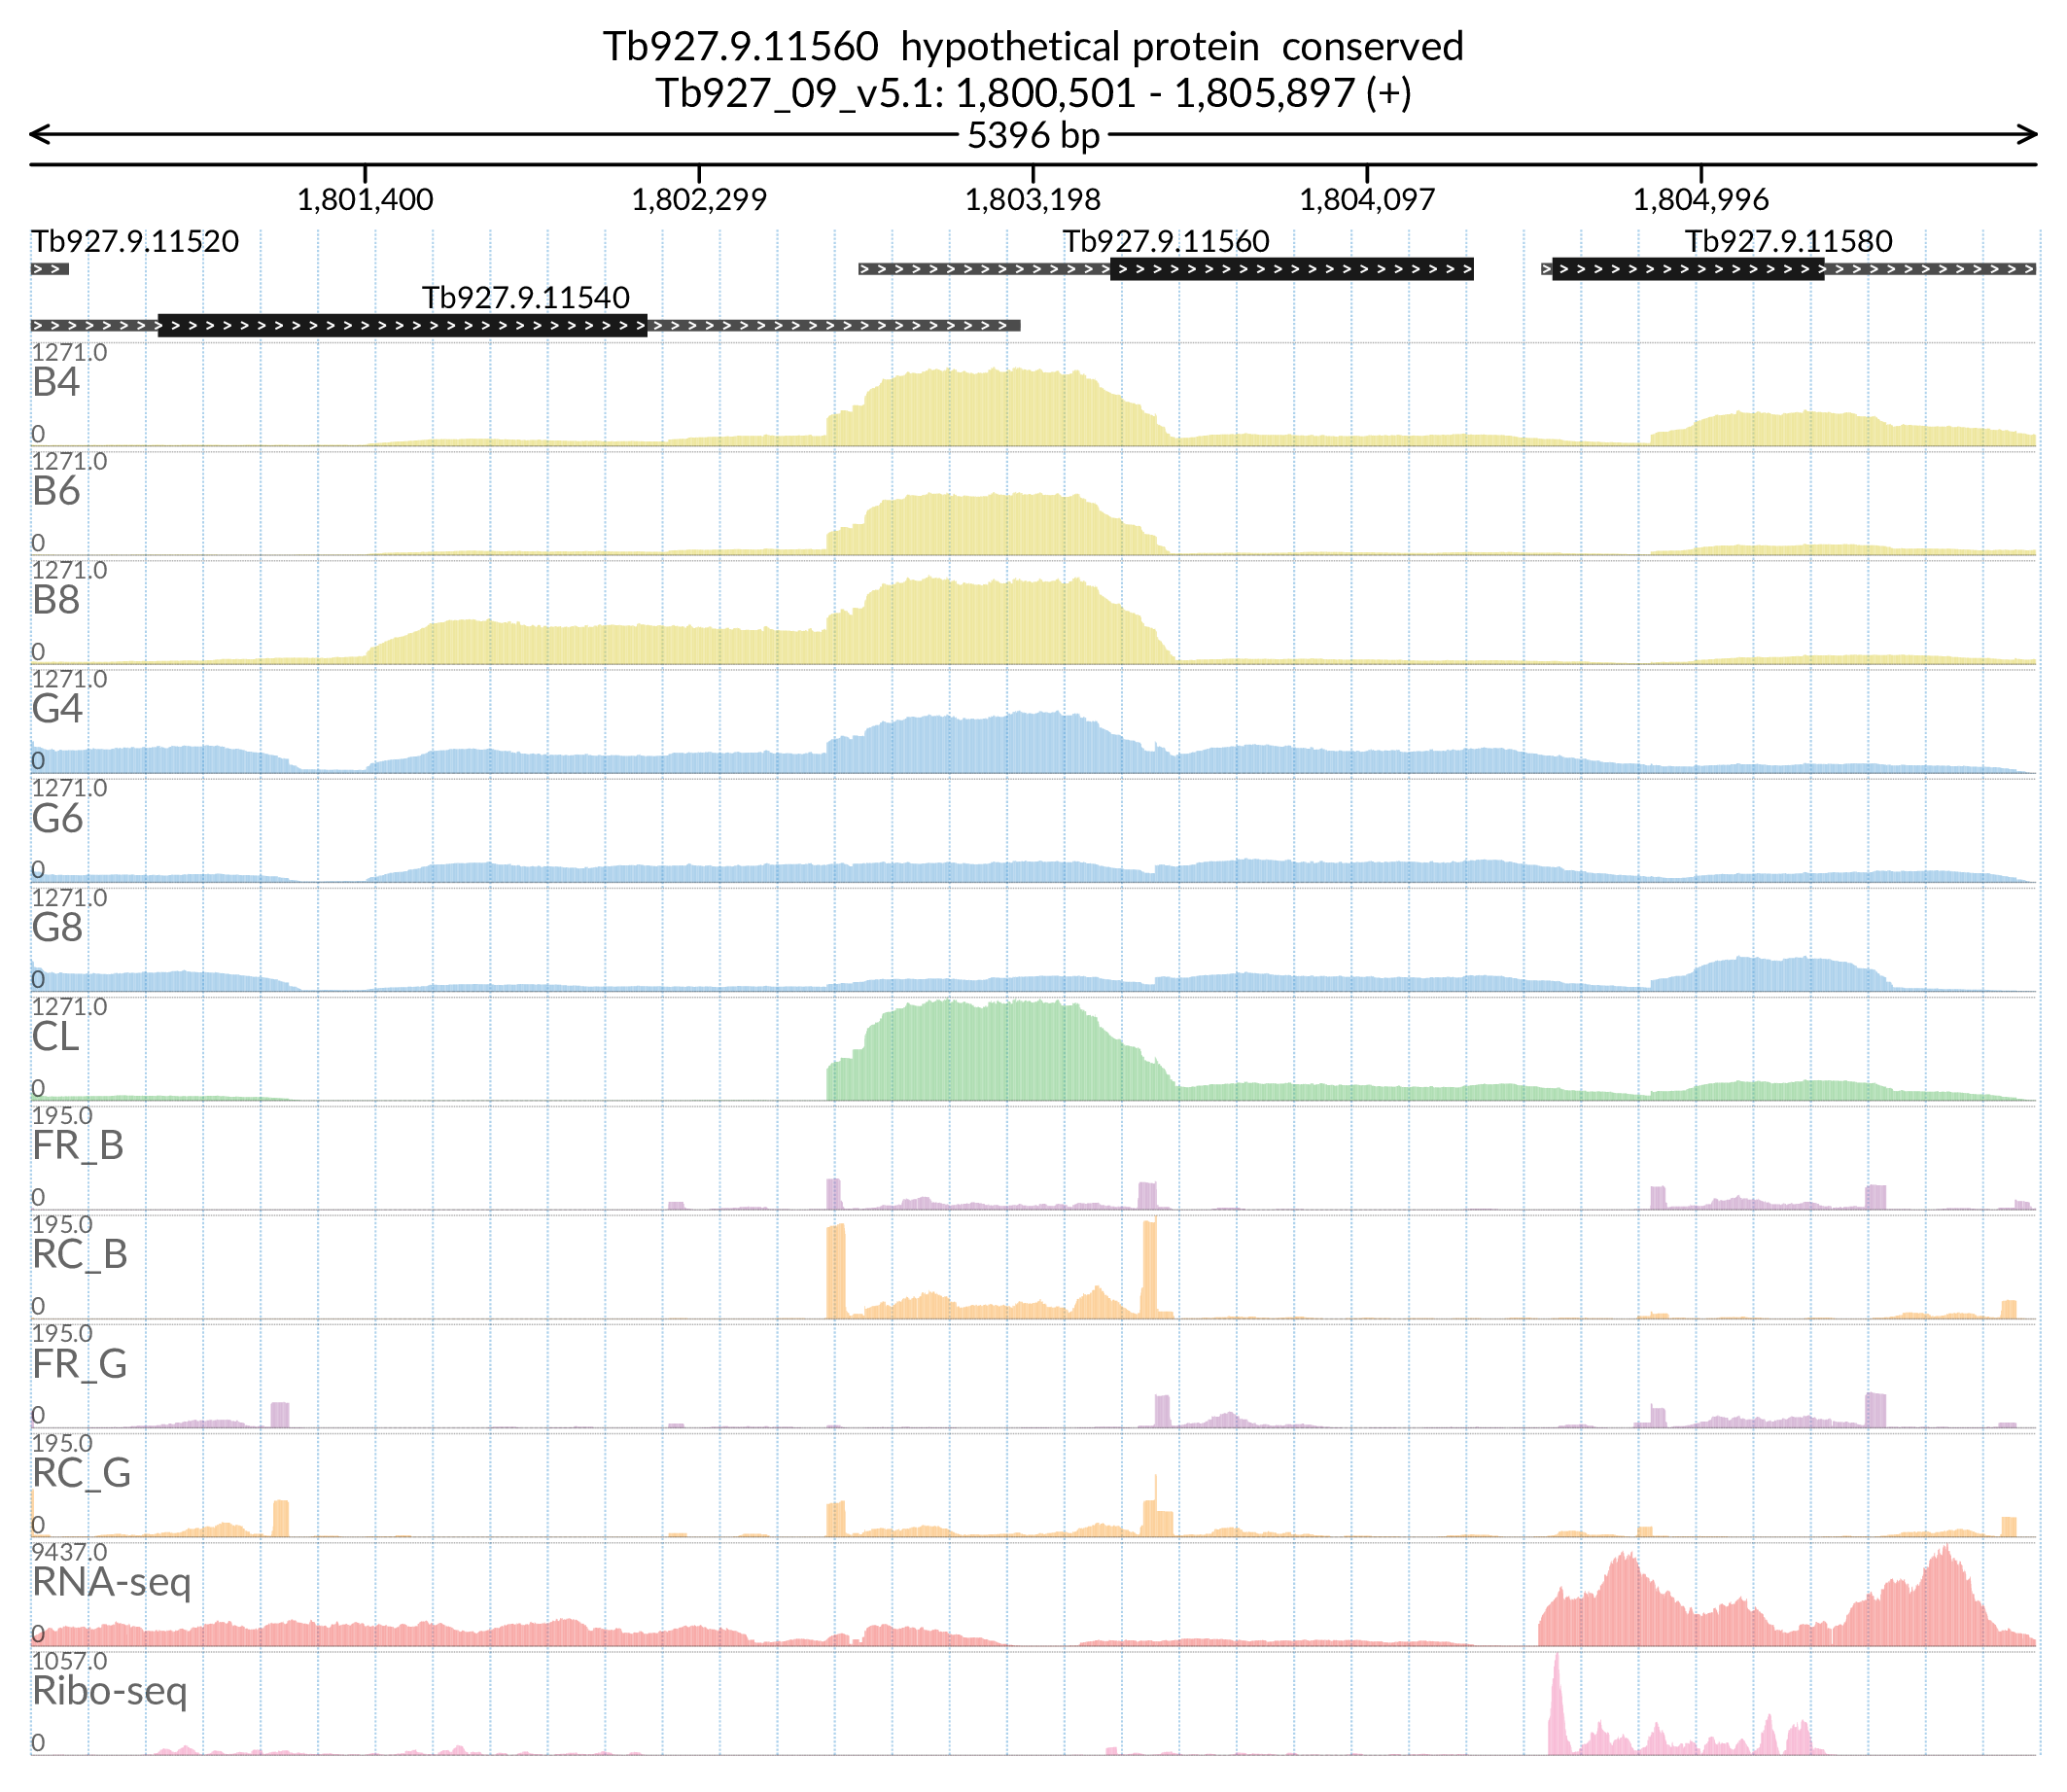 Tb927.9.11560 hypothetical protein conserved
Tb927_09_v5.1: 1,800,501 - 1,805,897 (+)
5396 bp
1,801,400 1,802,299 1,803,198 1,804,097 1,804,996
Tb927.9.11520 Tb927.9.11560 Tb927.9.11580
Tb927.9.11540
1271.0
B4
0
1271.0
B6
0
1271.0
B8
0
1271.0
G4
0
1271.0
G6
0
1271.0
G8
0
1271.0
CL
0
195.0
FR_B
0
195.0
RC_B
0
195.0
FR_G
0
195.0
RC_G
0
9437.0
RNA-seq
0
1057.0
Ribo-seq
0